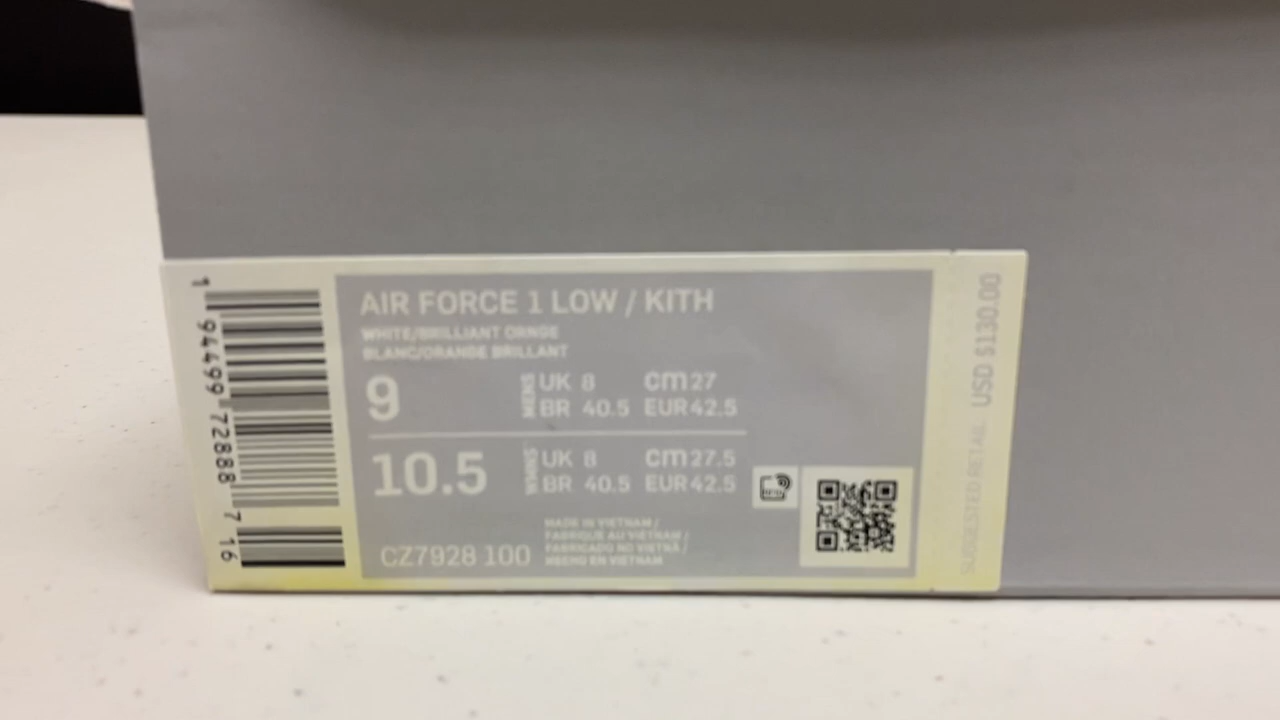 AIR FORCE 1 LOW / KITH
WHITE/BRILLIANT ORNGE
BLANC/ORANGE BRILLANT
9 MENS UK 8 cm 27
BR 40.5 EUR 42.5
10.5 WMNS UK 8 cm 27.5
BR 40.5 EUR 42.5
CZ7928 100
MADE IN VIETNAM /
FABRIQUE AU VIETNAM /
FABRICADO NO VIETNÃ /
HECHO EN VIETNAM
1 94499 72888 7 16
SUGGESTED RETAIL USD $130.00